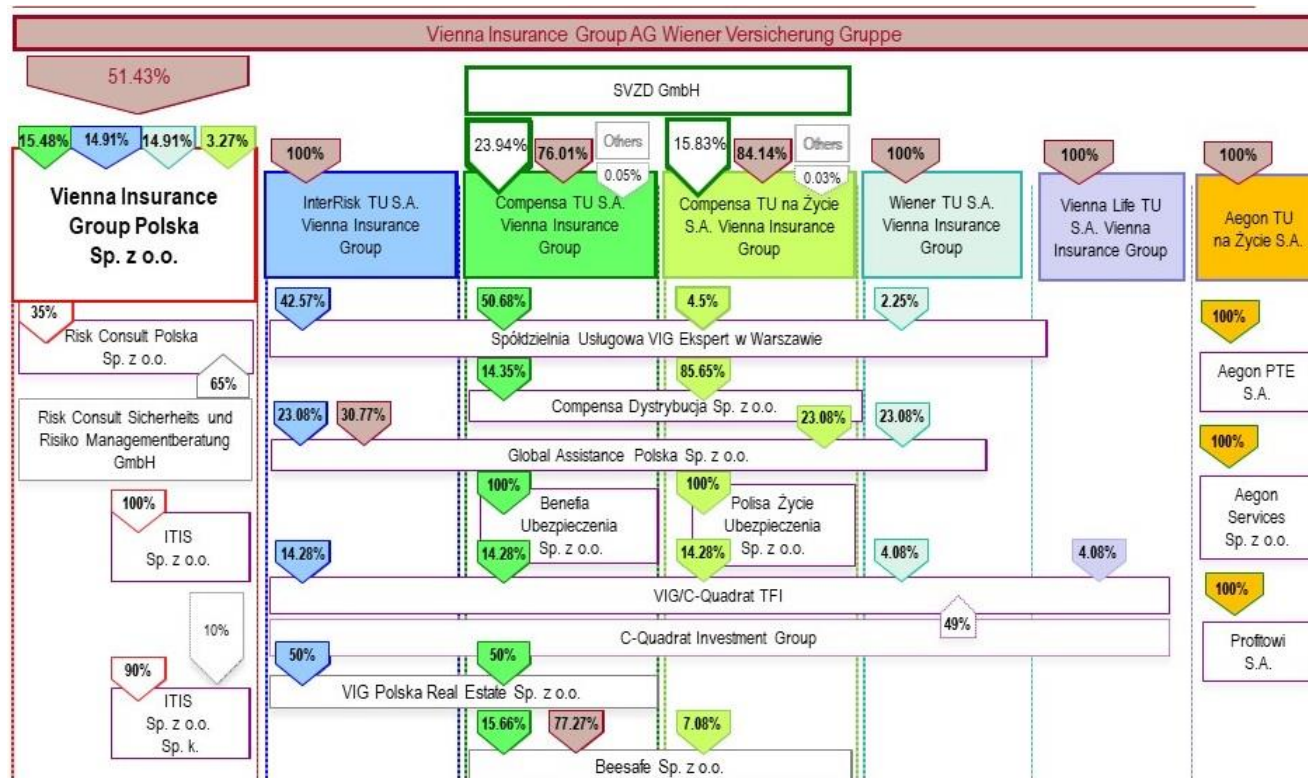 Vienna Insurance Group AG Wiener Versicherung Gruppe
51.43%
SVZD GmbH
15.48%
14.91%
14.91%
3.27%
100%
23.94%
76.01%
Others
0.05%
15.83%
84.14%
Others
0.03%
100%
100%
100%
Vienna Insurance
Group Polska
Sp. z o.o.
InterRisk TU S.A.
Vienna Insurance
Group
Compensa TU S.A.
Vienna Insurance
Group
Compensa TU na Życie
S.A. Vienna Insurance
Group
Wiener TU S.A.
Vienna Insurance
Group
Vienna Life TU
S.A. Vienna
Insurance Group
Aegon TU
na Życie S.A.
35%
Risk Consult Polska
Sp. z o.o.
65%
Risk Consult Sicherheits und
Risiko Managementberatung
GmbH
42.57%
50.68%
4.5%
2.25%
Spółdzielnia Usługowa VIG Ekspert w Warszawie
14.35%
85.65%
Compensa Dystrybucja Sp. z o.o.
23.08%
30.77%
23.08%
23.08%
Global Assistance Polska Sp. z o.o.
100%
Benefia
Ubezpieczenia
Sp. z o.o.
100%
Polisa Życie
Ubezpieczenia
Sp. z o.o.
100%
ITIS
Sp. z o.o.
14.28%
14.28%
14.28%
4.08%
4.08%
VIG/C-Quadrat TFI
49%
C-Quadrat Investment Group
10%
90%
ITIS
Sp. z o.o.
Sp. k.
50%
50%
VIG Polska Real Estate Sp. z o.o.
15.66%
77.27%
7.08%
Beesafe Sp. z o.o.
100%
Aegon PTE
S.A.
100%
Aegon
Services
Sp. z o.o.
100%
Profitowi
S.A.